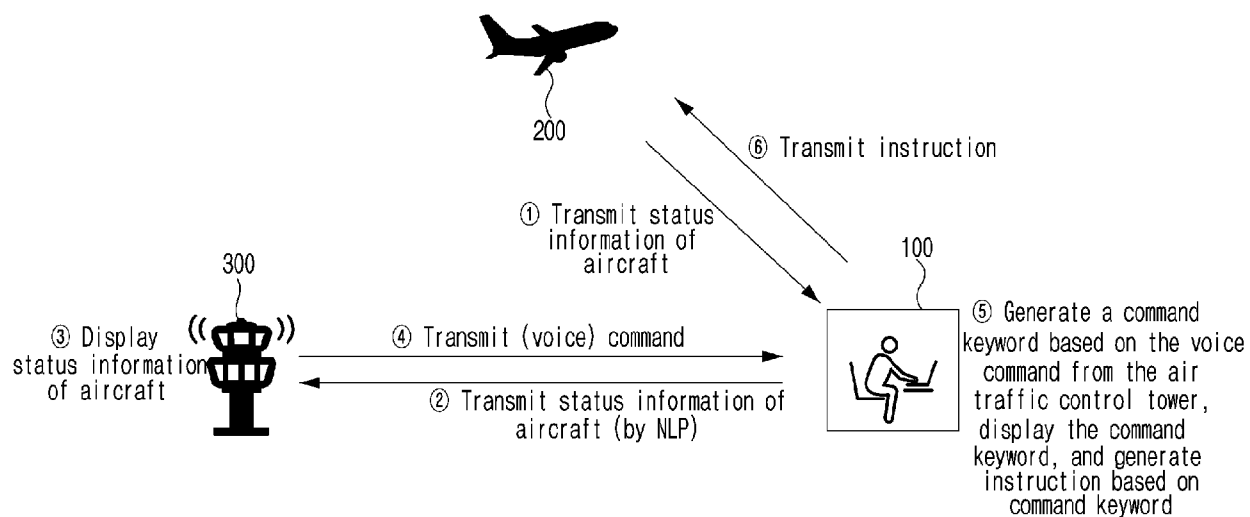 200
⑥ Transmit instruction
① Transmit status
information of
aircraft
100
300
③ Display
status information
of aircraft
④ Transmit (voice) command
② Transmit status information of
aircraft (by NLP)
⑤ Generate a command
keyword based on the voice
command from the air
traffic control tower,
display the command
keyword, and generate
instruction based on
command keyword